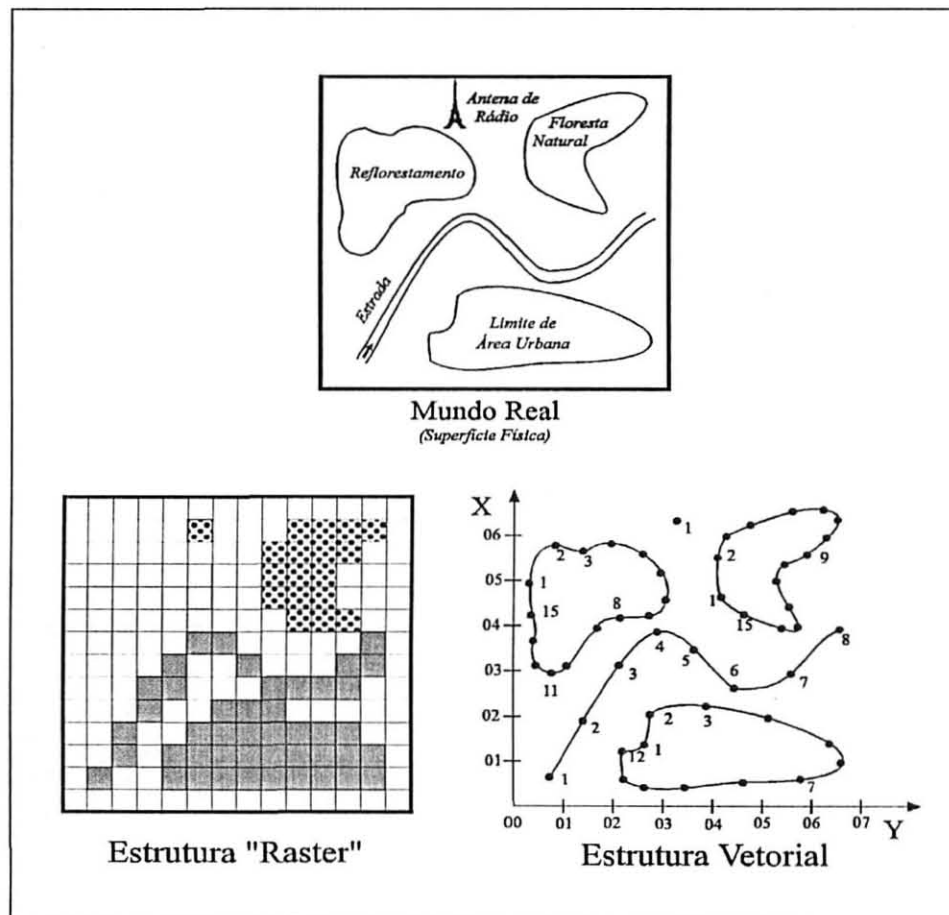 Antena de
Rádio
Floresta
Natural
Reflorestamento
Estrada
Limite de
Área Urbana
Mundo Real
(Superfície Física)
X
06
05
04
03
02
01
00 01 02 03 04 05 06 07
Y
1
2
3
8
1
15
11
2
9
1
15
4
3
5
6
7
8
2
1
2
3
12
1
7
Estrutura "Raster"
Estrutura Vetorial